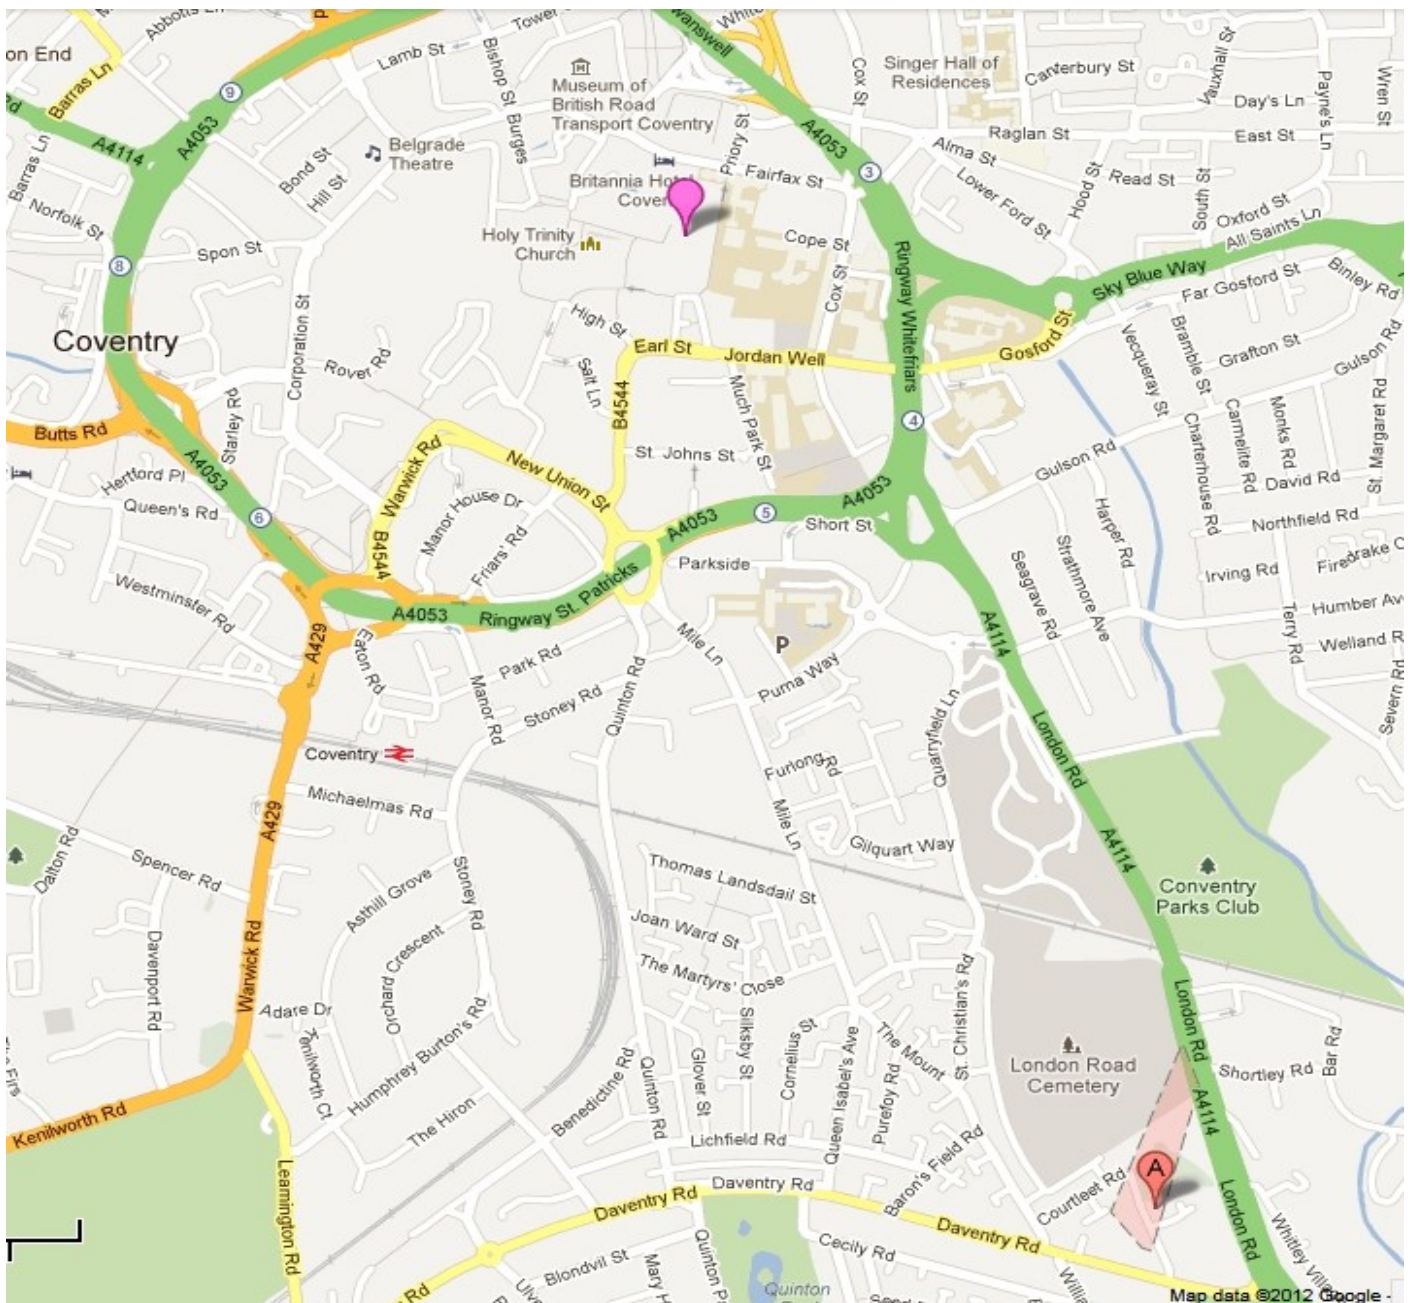 Abbotts Ln
on End
Barras Ln
Tower
Lamb St
Bishop St
Burges
Museum of
British Road
Transport Coventry
wanswell
White
Cox St
Singer Hall of
Residences
Canterbury St
Vauxhall St
Payne's Ln
Wren St
Day's Ln
Raglan St
East St
9
A4053
A4114
Barras Ln
Bond St
Hill St
Belgrade
Theatre
Priory St
A4053
3
Fairfax St
Britannia Hotel
Alma St
Lower Ford St
Hood St
Read St
South St
Oxford St
All Saints Ln
Norfolk St
Spon St
8
Holy Trinity
Church
Cope St
Cox St
Ringway Whitefriars
Sky Blue Way
Far Gosford St
Binley Rd
Coventry
Corporation St
Rover Rd
High St
Salt Ln
Earl St
Jordan Well
Gosford St
Vecqueray St
Bramble St
Grafton St
Gulson Rd
Butts Rd
Starley Rd
B4544
Much Park St
4
Charterhouse Rd
Carmelite Rd
Monks Rd
St. Margaret Rd
A4053
Hertford Pl
Queen's Rd
6
Warwick Rd
New Union St
St. Johns St
Gulson Rd
David Rd
Northfield Rd
B4544
Manor House Dr
Friars' Rd
A4053
5
A4053
Short St
Parkside
Harper Rd
Strathmore Ave
Seagrave Rd
Irving Rd
Terry Rd
Humber Av
Welland R
Seven Rd
Westminster Rd
A4053
Ringway St. Patricks
A429
Eaton Rd
Park Rd
Manor Rd
Stoney Rd
Quinton Rd
Mile Ln
P
Puma Way
A4114
Quarryfield Ln
London Rd
Coventry
Michaelmas Rd
A429
Furlong Rd
Mile Ln
Gilquart Way
A4114
Dalton Rd
Spencer Rd
Asthill Grove
Stoney Rd
Thomas Landsdail St
Conventry
Parks Club
Davenport Rd
Warwick Rd
Orchard Crescent
Joan Ward St
The Martyrs' Close
St. Christian's Rd
London Rd
Adare Dr
Kenilworth Ct
Humphrey Burton's Rd
Silksby St
Cornelius St
The Mount
London Road
Cemetery
Shortley Rd
Bar Rd
Firs
Benedictine Rd
Quinton Rd
Glover St
Queen Isabel's Ave
Purefoy Rd
A4114
Kenilworth Rd
The Hiron
Lichfield Rd
Baron's Field Rd
A
Courtleet Rd
Leamington Rd
Daventry Rd
Daventry Rd
Daventry Rd
London Rd
Cecily Rd
Blondvil St
Quinton
Whitley
Rd
Map data ©2012 Google -